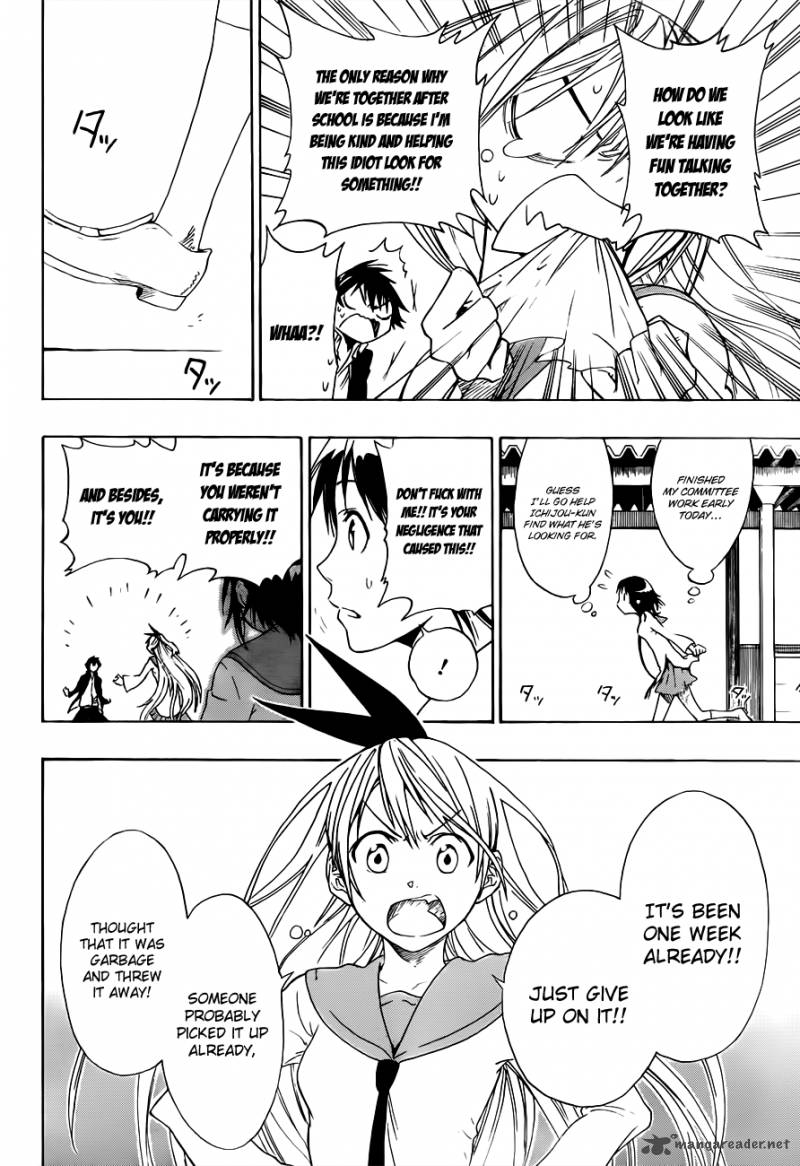 HOW DO WE
LOOK LIKE
WE'RE HAVING
FUN TALKING
TOGETHER?
THE ONLY REASON WHY
WE'RE TOGETHER AFTER
SCHOOL IS BECAUSE I'M
BEING KIND AND HELPING
THIS IDIOT LOOK FOR
SOMETHING!!
WHAA?!
タッ
タッ
FINISHED
MY COMMITTEE
WORK EARLY
TODAY...
GUESS
I'LL GO HELP
ICHIJOU-KUN
FIND WHAT HE'S
LOOKING FOR.
タッ
タッ
タッ
DON'T FUCK WITH
ME!! IT'S YOUR
NEGLIGENCE THAT
CAUSED THIS!!
!
IT'S BECAUSE
YOU WEREN'T
CARRYING IT
PROPERLY!!
AND BESIDES,
IT'S YOU!!
IT'S BEEN
ONE WEEK
ALREADY!!
JUST GIVE
UP ON IT!!
SOMEONE
PROBABLY
PICKED IT UP
ALREADY,
THOUGHT
THAT IT WAS
GARBAGE
AND THREW
IT AWAY!
mangareader.net